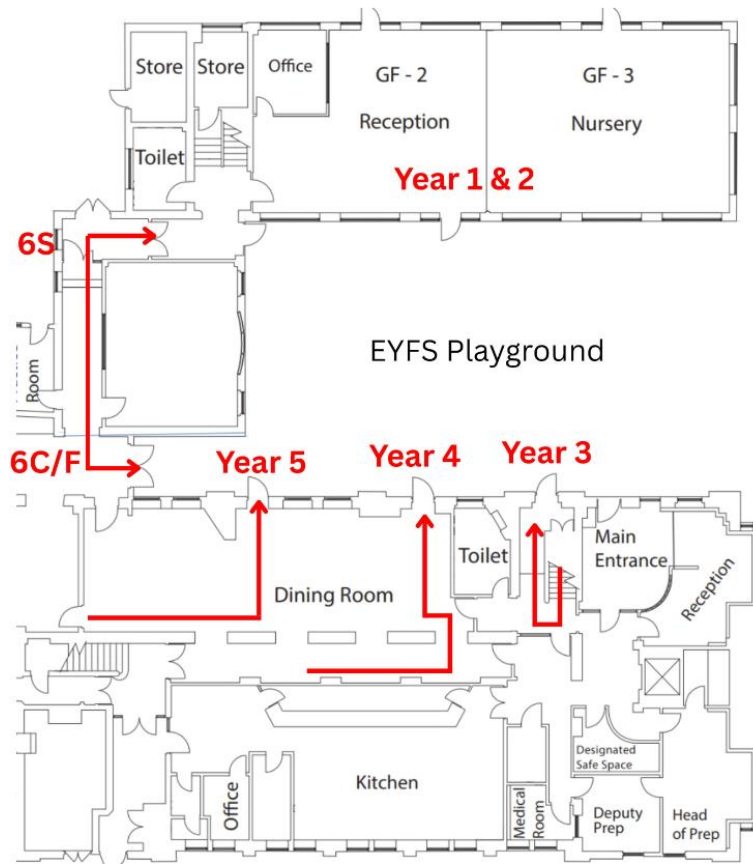 Store
Store
Office
GF - 2
Reception
GF - 3
Nursery
Toilet
Year 1 & 2
6S
EYFS Playground
Room
6C/F
Year 5
Year 4
Year 3
Toilet
Main
Entrance
Reception
Dining Room
Kitchen
Office
Medical
Room
Designated
Safe Space
Deputy
Prep
Head
of Prep